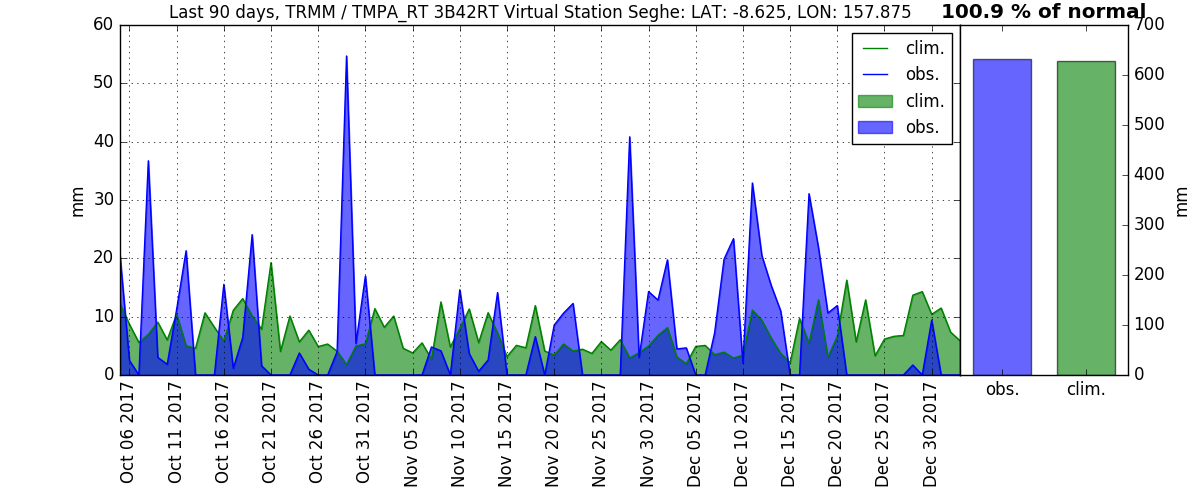 Last 90 days, TRMM / TMPA_RT 3B42RT Virtual Station Seghe: LAT: -8.625, LON: 157.875
100.9 % of normal
60
50
40
30
20
10
0
mm
clim.
obs.
clim.
obs.
700
600
500
400
300
200
100
0
mm
Oct 06 2017
Oct 11 2017
Oct 16 2017
Oct 21 2017
Oct 26 2017
Oct 31 2017
Nov 05 2017
Nov 10 2017
Nov 15 2017
Nov 20 2017
Nov 25 2017
Nov 30 2017
Dec 05 2017
Dec 10 2017
Dec 15 2017
Dec 20 2017
Dec 25 2017
Dec 30 2017
obs.
clim.